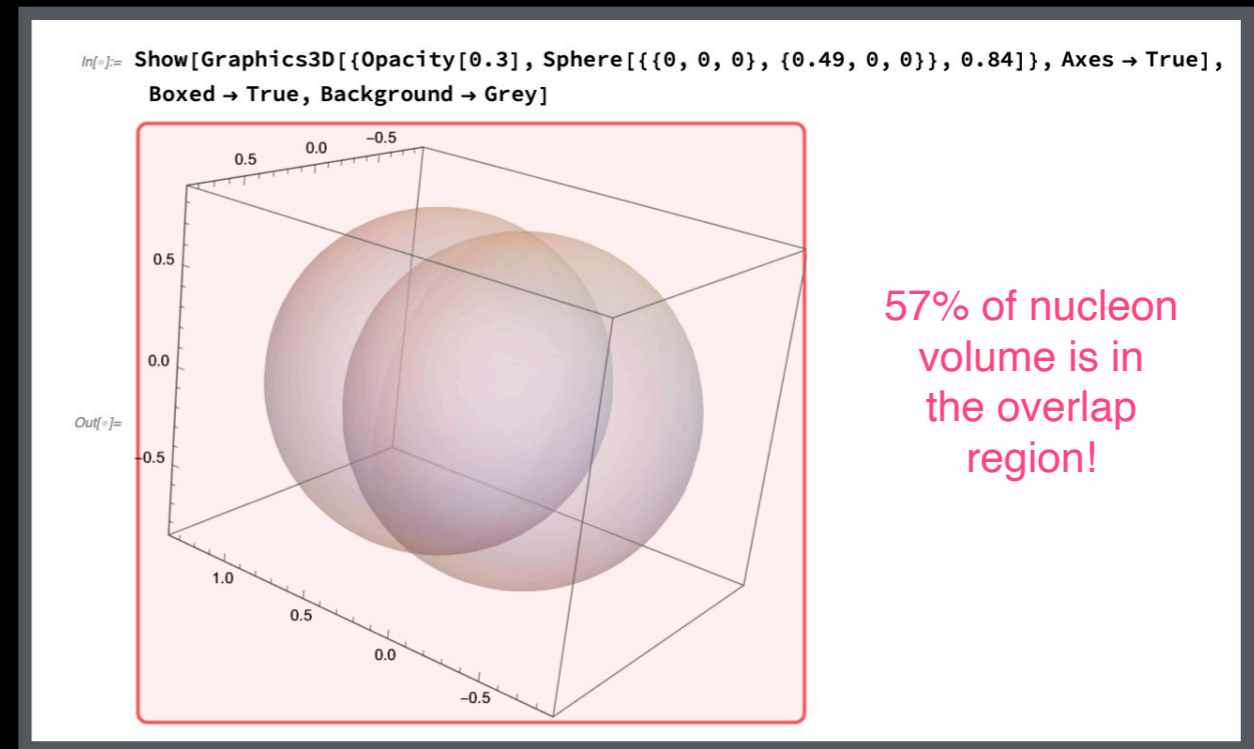 In[∘]:= Show[Graphics3D[{Opacity[0.3], Sphere[{{0, 0, 0}, {0.49, 0, 0}}, 0.84]}, Axes → True],
Boxed → True, Background → Grey]
-0.5
0.0
0.5
0.5
57% of nucleon
volume is in
the overlap
region!
0.0
Out[∘]=
-0.5
1.0
0.5
0.0
-0.5